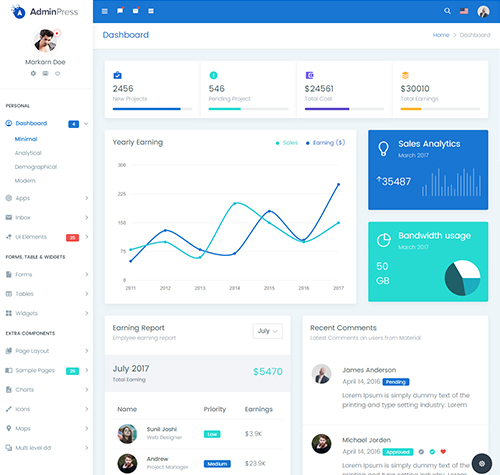 AdminPress
Markarn Doe
PERSONAL
Dashboard 4
Minimal
Analytical
Demographical
Modern
Apps
Inbox
Ui Elements 25
FORMS, TABLE & WIDGETS
Forms
Tables
Widgets
EXTRA COMPONENTS
Page Layout
Sample Pages 25
Charts
Icons
Maps
Multi level dd
Dashboard
Home > Dashboard
2456
New Projects
546
Pending Project
$24561
Total Cost
$30010
Total Earnings
Yearly Earning
Sales Earning ($)
300
225
150
75
0
2011 2012 2013 2014 2015 2016 2017
Sales Analytics
March 2017
35487
Bandwidth usage
March 2017
50
GB
Earning Report
Emplyee earning report
July
July 2017
Total Earning
$5470
Name Priority Earnings
Sunil Joshi
Web Designer
Low
$3.9K
Andrew
Project Manager
Medium
$23.9K
Recent Comments
Latest Comments on users from Material
James Anderson
April 14, 2016 Pending
Lorem Ipsum is simply dummy text of the
printing and type setting industry. Lorem
Michael Jorden
April 14, 2016 Approved
Lorem Ipsum is simply dummy text of the
printing and type setting industry. Lorem